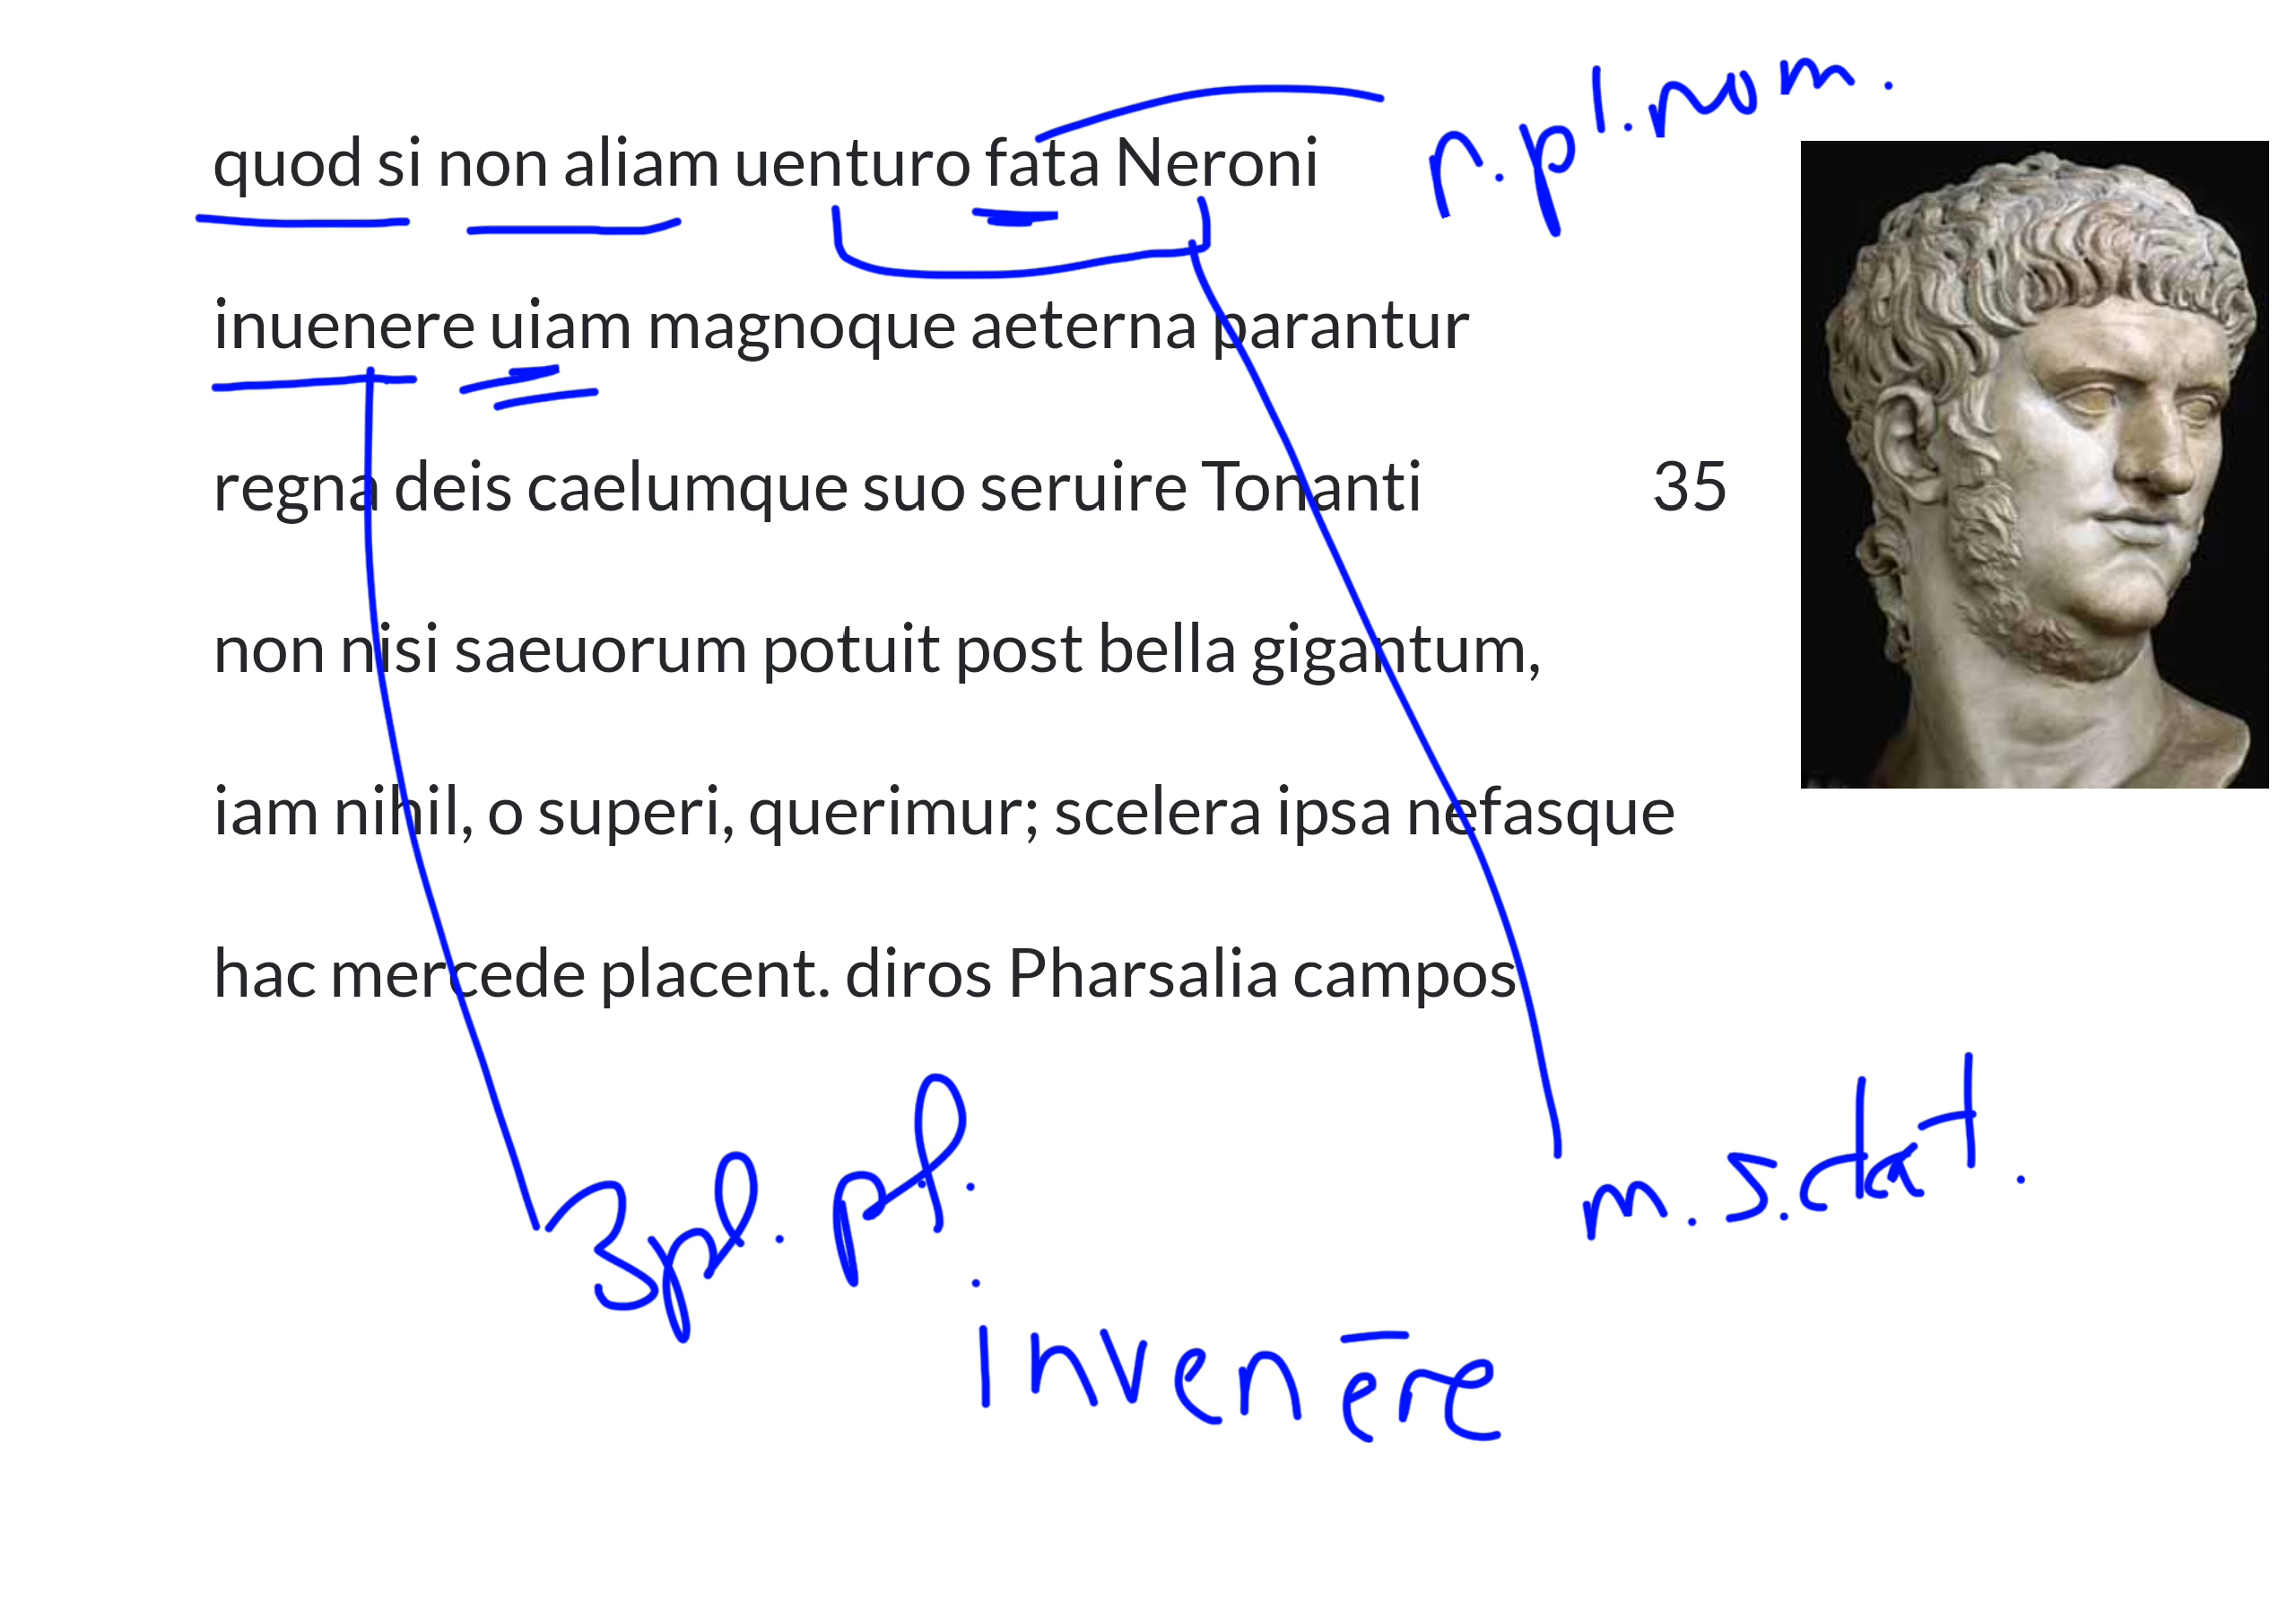 n.pl.nom.
quod si non aliam uenturo fata Neroni
inuenere uiam magnoque aeterna parantur
regna deis caelumque suo seruire Tonanti 35
non nisi saeuorum potuit post bella gigantum,
iam nihil, o superi, querimur; scelera ipsa nefasque
hac mercede placent. diros Pharsalia campos
m.s.dat.
3pl. pf.
invenēre